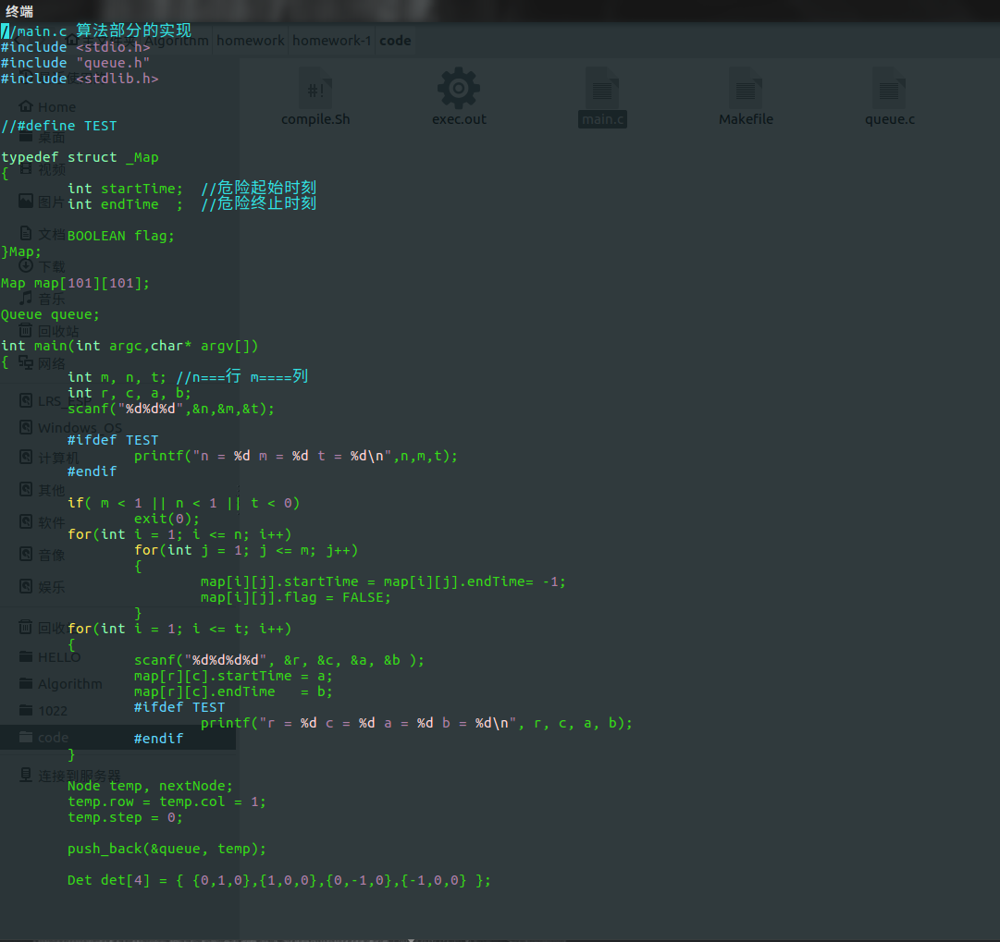 终端
//main.c 算法部分的实现
Algorithm homework homework-1 code
#include <stdio.h>
#include "queue.h"
#include <stdlib.h>
compile.Sh exec.out main.c Makefile queue.c
Home
//#define TEST
桌面
typedef struct _Map
视频
{
int startTime; //危险起始时刻
图片
int endTime ; //危险终止时刻
文档
BOOLEAN flag;
}Map;
下载
Map map[101][101];
音乐
Queue queue;
回收站
int main(int argc,char* argv[])
{
网络
int m, n, t; //n===行 m====列
int r, c, a, b;
LRS_ESP
scanf("%d%d%d",&n,&m,&t);
Windows_OS
#ifdef TEST
计算机
printf("n = %d m = %d t = %d\n",n,m,t);
#endif
其他
if( m < 1 || n < 1 || t < 0)
exit(0);
软件
for(int i = 1; i <= n; i++)
for(int j = 1; j <= m; j++)
音像
{
map[i][j].startTime = map[i][j].endTime= -1;
娱乐
map[i][j].flag = FALSE;
}
for(int i = 1; i <= t; i++)
回收
{
HELLO
scanf("%d%d%d%d", &r, &c, &a, &b );
map[r][c].startTime = a;
Algorithm
map[r][c].endTime   = b;
#ifdef TEST
1022
printf("r = %d c = %d a = %d b = %d\n", r, c, a, b);
code
#endif
}
连接到服务器
Node temp, nextNode;
temp.row = temp.col = 1;
temp.step = 0;
push_back(&queue, temp);
Det det[4] = { {0,1,0},{1,0,0},{0,-1,0},{-1,0,0} };